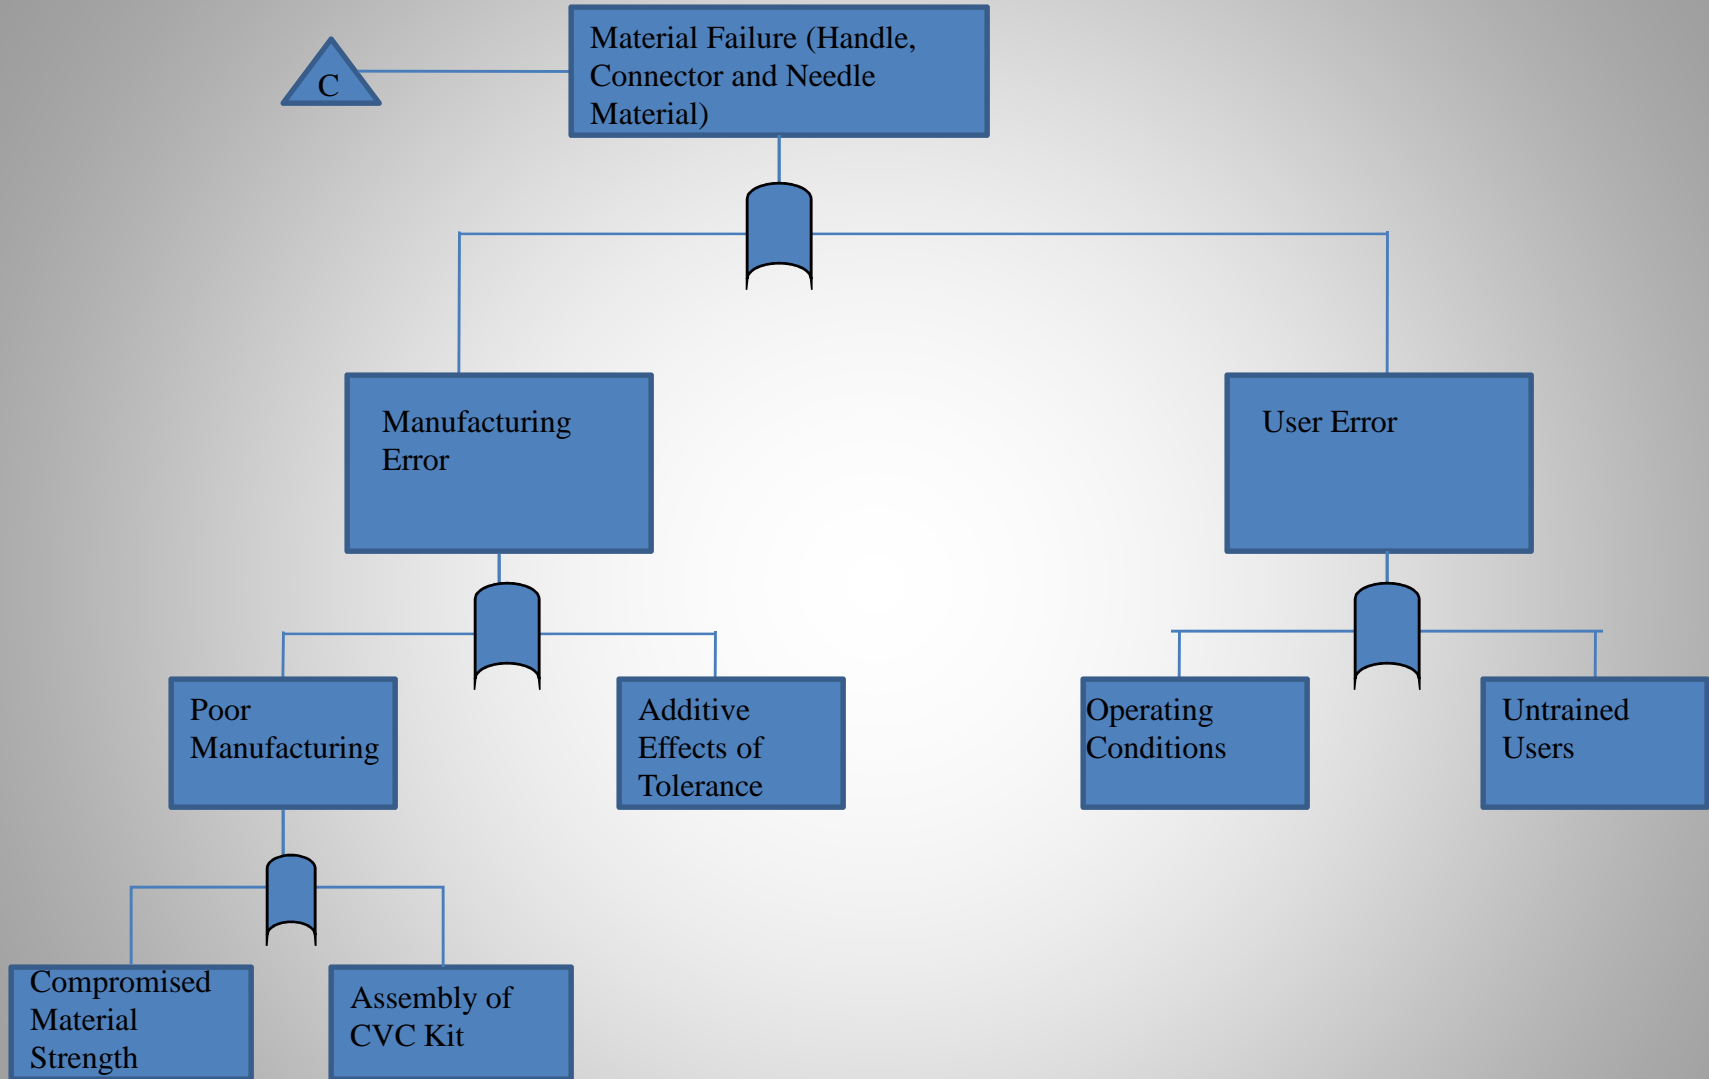 C
Material Failure (Handle,
Connector and Needle
Material)
Manufacturing
Error
User Error
Poor
Manufacturing
Additive
Effects of
Tolerance
Operating
Conditions
Untrained
Users
Compromised
Material
Strength
Assembly of
CVC Kit